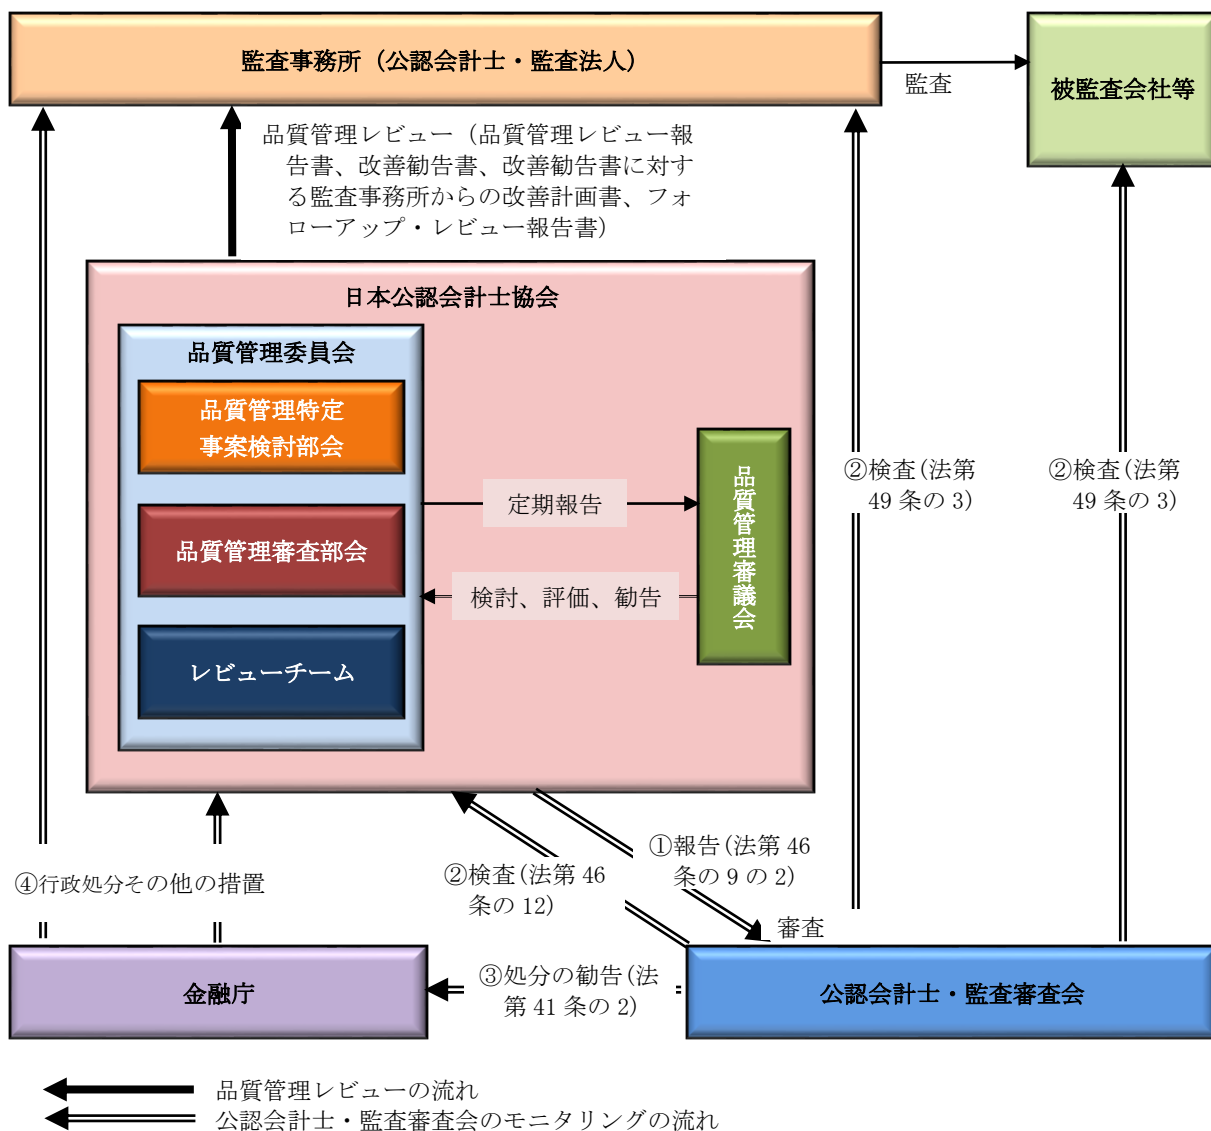 監査事務所（公認会計士・監査法人）
監査
被監査会社等
品質管理レビュー（品質管理レビュー報
告書、改善勧告書、改善勧告書に対す
る監査事務所からの改善計画書、フォ
ローアップ・レビュー報告書）
日本公認会計士協会
品質管理委員会
品質管理特定
事案検討部会
品質管理審査部会
レビューチーム
定期報告
検討、評価、勧告
品質管理審議会
②検査(法第
49 条の 3)
②検査(法第
49 条の 3)
①報告(法第 46
条の 9 の 2)
②検査(法第 46
条の 12)
④行政処分その他の措置
審査
金融庁
③処分の勧告(法
第 41 条の 2)
公認会計士・監査審査会
品質管理レビューの流れ
公認会計士・監査審査会のモニタリングの流れ